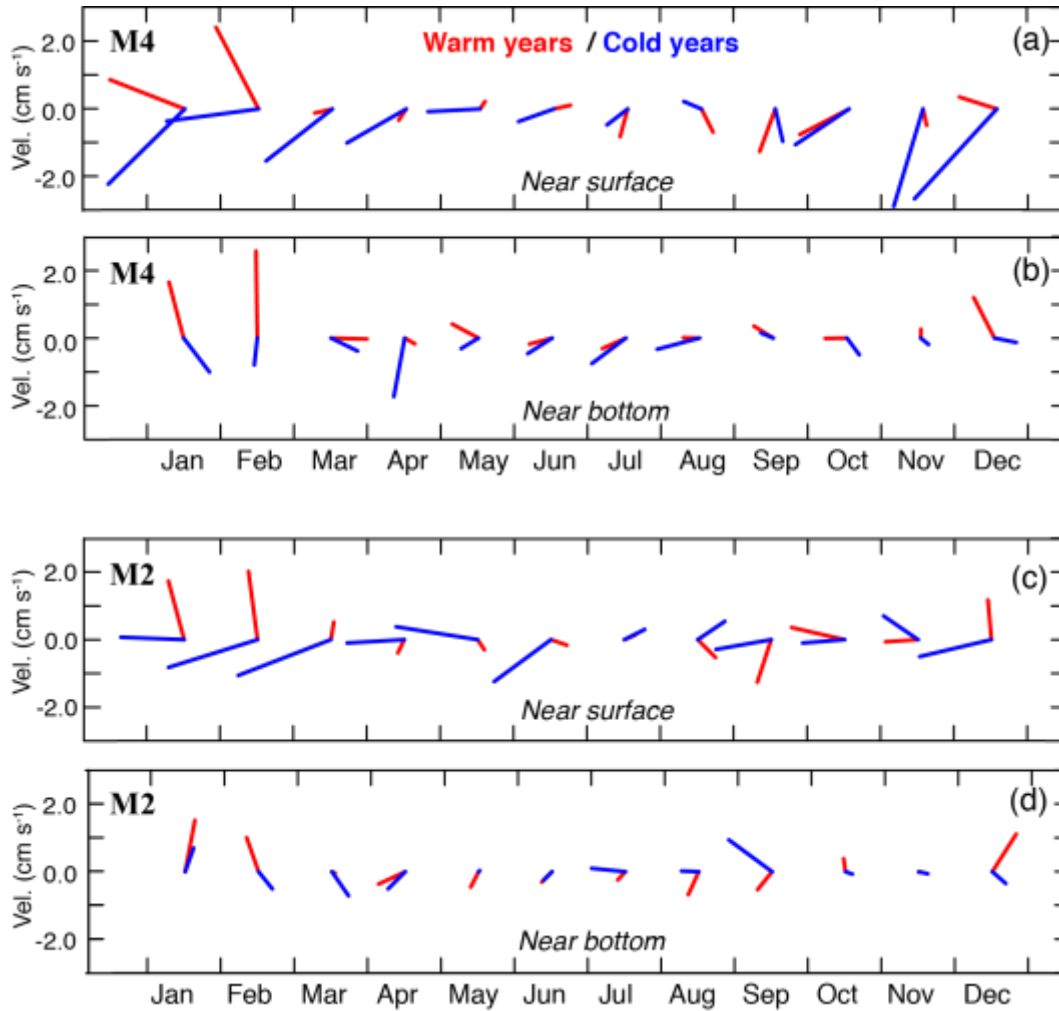 M4 Warm years / Cold years (a)
Vel. (cm s-1)
2.0
0.0
-2.0
Near surface
M4 (b)
Vel. (cm s-1)
2.0
0.0
-2.0
Near bottom
Jan Feb Mar Apr May Jun Jul Aug Sep Oct Nov Dec
M2 (c)
Vel. (cm s-1)
2.0
0.0
-2.0
Near surface
M2 (d)
Vel. (cm s-1)
2.0
0.0
-2.0
Near bottom
Jan Feb Mar Apr May Jun Jul Aug Sep Oct Nov Dec